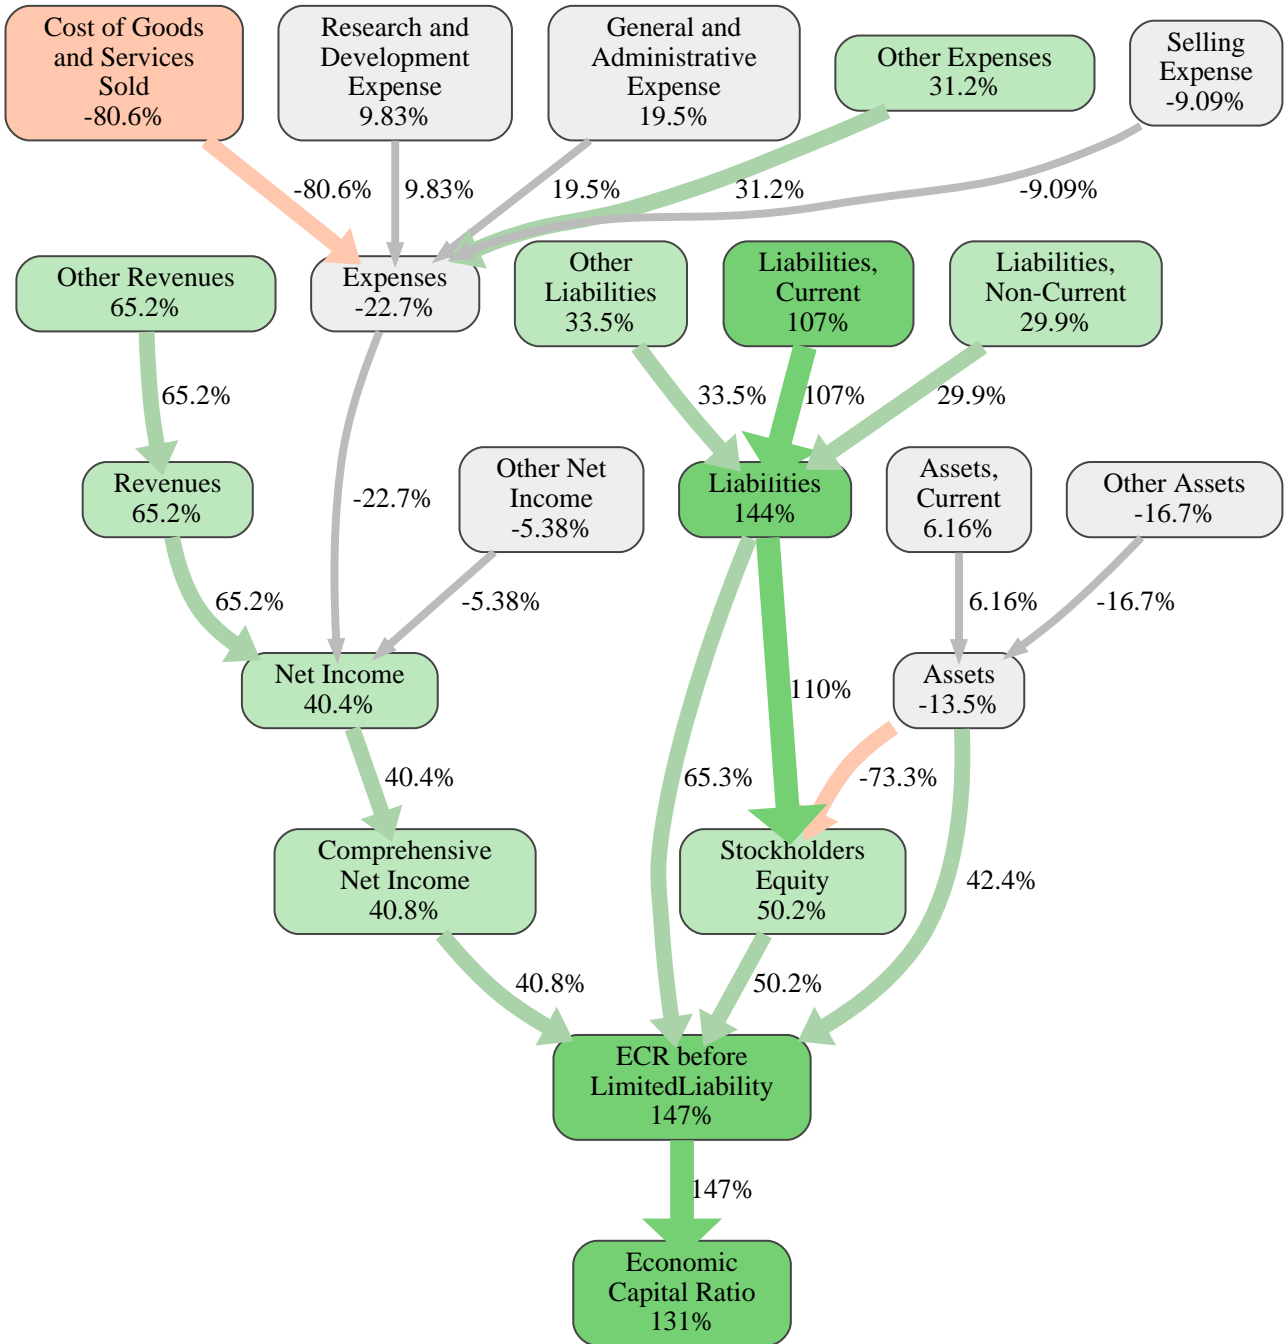 Cost of Goods
and Services
Sold
-80.6%
Research and
Development
Expense
9.83%
General and
Administrative
Expense
19.5%
Other Expenses
31.2%
Selling
Expense
-9.09%
-80.6%
9.83%
19.5%
31.2%
-9.09%
Other Revenues
65.2%
Expenses
-22.7%
Other
Liabilities
33.5%
Liabilities,
Current
107%
Liabilities,
Non-Current
29.9%
65.2%
33.5%
107%
29.9%
Revenues
65.2%
-22.7%
Other Net
Income
-5.38%
Liabilities
144%
Assets,
Current
6.16%
Other Assets
-16.7%
65.2%
-5.38%
6.16%
-16.7%
Net Income
40.4%
110%
Assets
-13.5%
40.4%
65.3%
-73.3%
Comprehensive
Net Income
40.8%
Stockholders
Equity
50.2%
42.4%
40.8%
50.2%
ECR before
LimitedLiability
147%
147%
Economic
Capital Ratio
131%